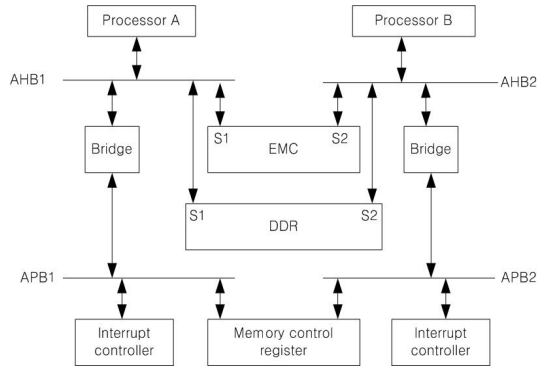 Processor A
Processor B
AHB1
AHB2
S1
EMC
S2
Bridge
Bridge
S1
DDR
S2
APB1
APB2
Interrupt
controller
Memory control
register
Interrupt
controller